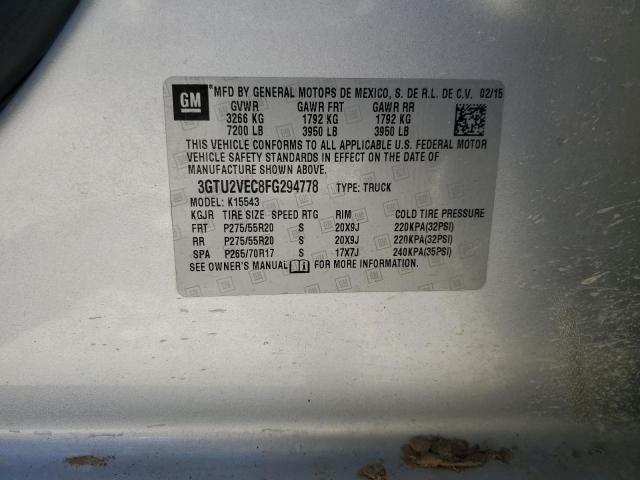 GM
*MFD BY GENERAL MOTORS DE MEXICO, S. DE R.L. DE C.V. 02/15
GVWR GAWR FRT GAWR RR
3266 KG 1792 KG 1792 KG
7200 LB 3950 LB 3950 LB
THIS VEHICLE CONFORMS TO ALL APPLICABLE U.S. FEDERAL MOTOR
VEHICLE SAFETY STANDARDS IN EFFECT ON THE DATE OF
MANUFACTURE SHOWN ABOVE.
3GTU2VEC8FG294778 TYPE: TRUCK
MODEL: K15543
KGJR TIRE SIZE SPEED RTG RIM COLD TIRE PRESSURE
FRT P275/55R20 S 20X9J 220KPA(32PSI)
RR P275/55R20 S 20X9J 220KPA(32PSI)
SPA P265/70R17 S 17X7J 240KPA(35PSI)
SEE OWNER'S MANUAL FOR MORE INFORMATION.